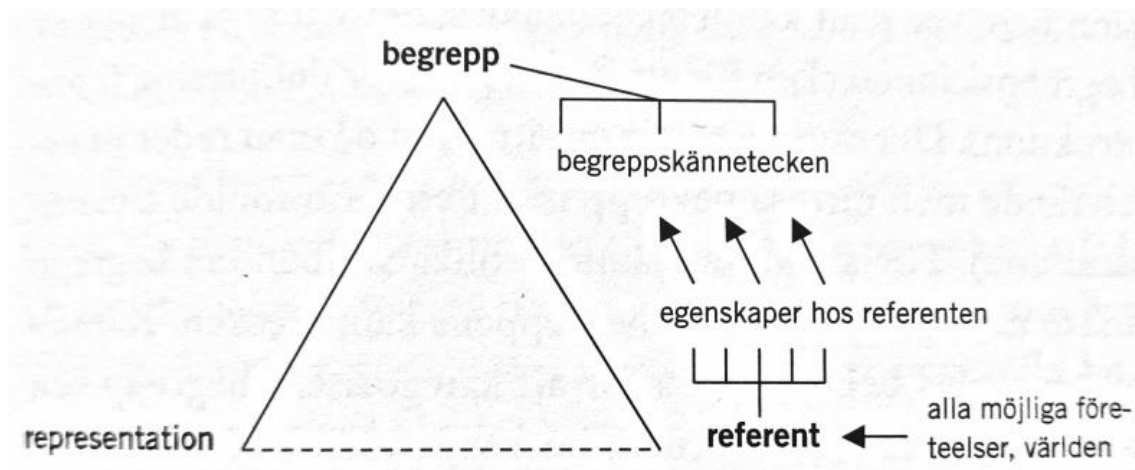 begrepp
begreppskännetecken
egenskaper hos referenten
representation
referent
alla möjliga före-
teelser, världen